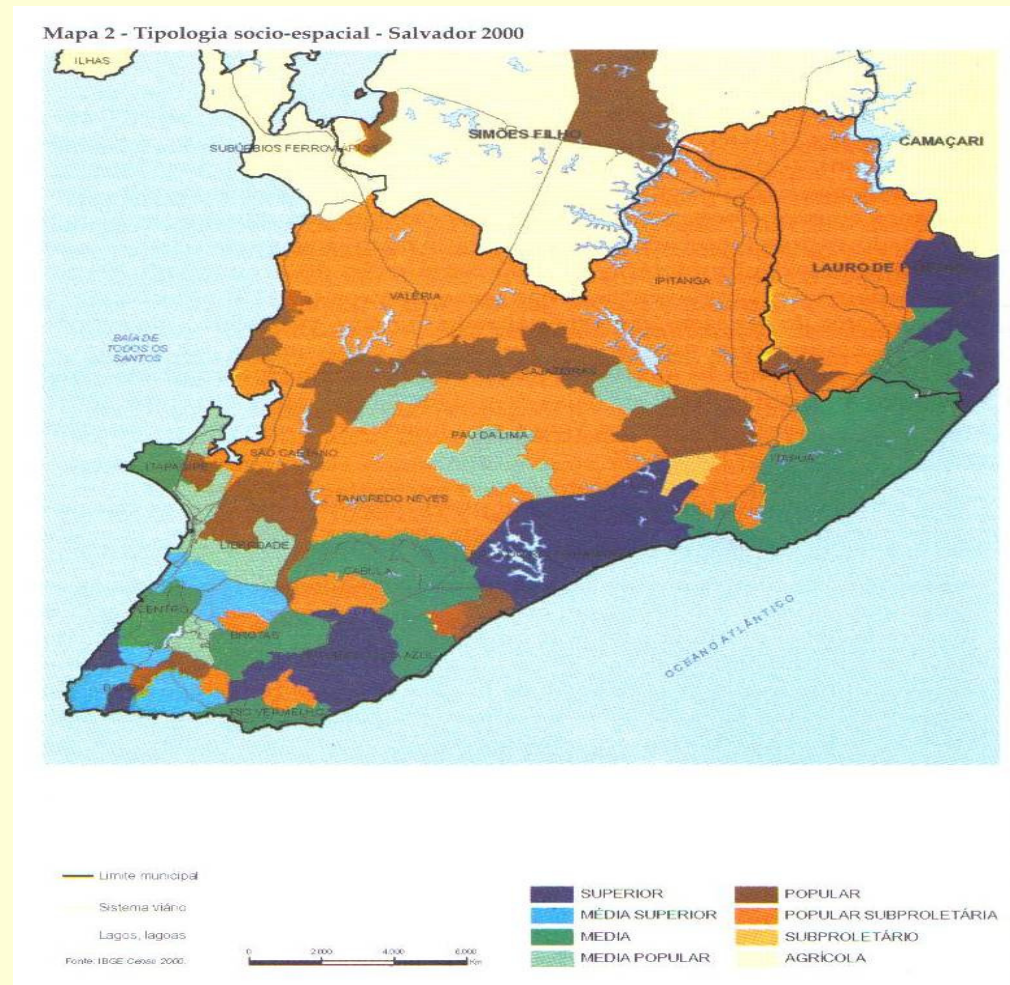 Mapa 2 - Tipologia socio-espacial - Salvador 2000
ILHAS
SUBÚRBIOS FERROVIÁRIOS
SIMÕES FILHO
CAMAÇARI
LAURO DE
IPITANGA
VALÉRIA
BAÍA DE
TODOS OS
SANTOS
CAJAZEIRAS
PAU DA LIMA
ITAPAGIPE
SÃO CAETANO
ITAPUÃ
TANCREDO NEVES
LIBERDADE
CABULA
CENTRO
BROTAS
RIO VERMELHO
OCEANO ATLÂNTICO
Limite municipal
Sistema viário
Lagos, lagoas
Fonte: IBGE Censo 2000.
0 2.000 4.000 6.000
Km
SUPERIOR
MÉDIA SUPERIOR
MEDIA
MEDIA POPULAR
POPULAR
POPULAR SUBPROLETÁRIA
SUBPROLETÁRIO
AGRÍCOLA